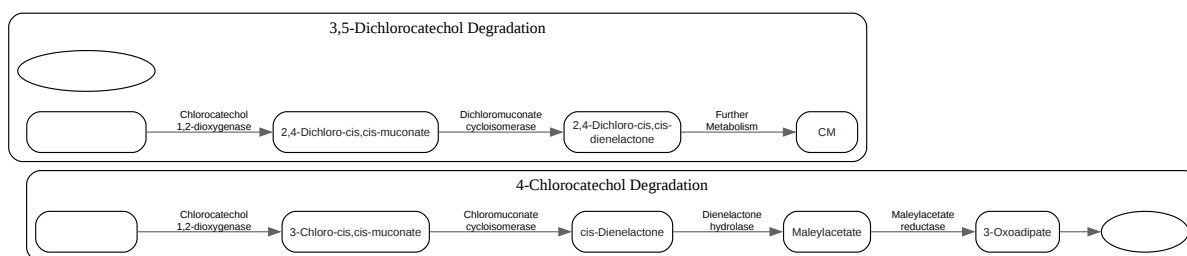 3,5-Dichlorocatechol Degradation
Chlorocatechol
1,2-dioxygenase
2,4-Dichloro-cis,cis-muconate
Dichloromuconate
cycloisomerase
2,4-Dichloro-cis,cis-
dienelactone
Further
Metabolism
CM
4-Chlorocatechol Degradation
Chlorocatechol
1,2-dioxygenase
3-Chloro-cis,cis-muconate
Chloromuconate
cycloisomerase
cis-Dienelactone
Dienelactone
hydrolase
Maleylacetate
Maleylacetate
reductase
3-Oxoadipate